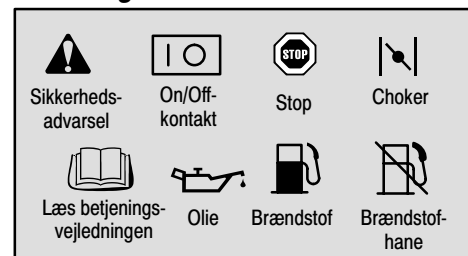 STOP
Sikkerheds-
advarsel
On/Off-
kontakt
Stop
Choker
Læs betjenings-
vejledningen
Olie
Brændstof
Brændstof-
hane